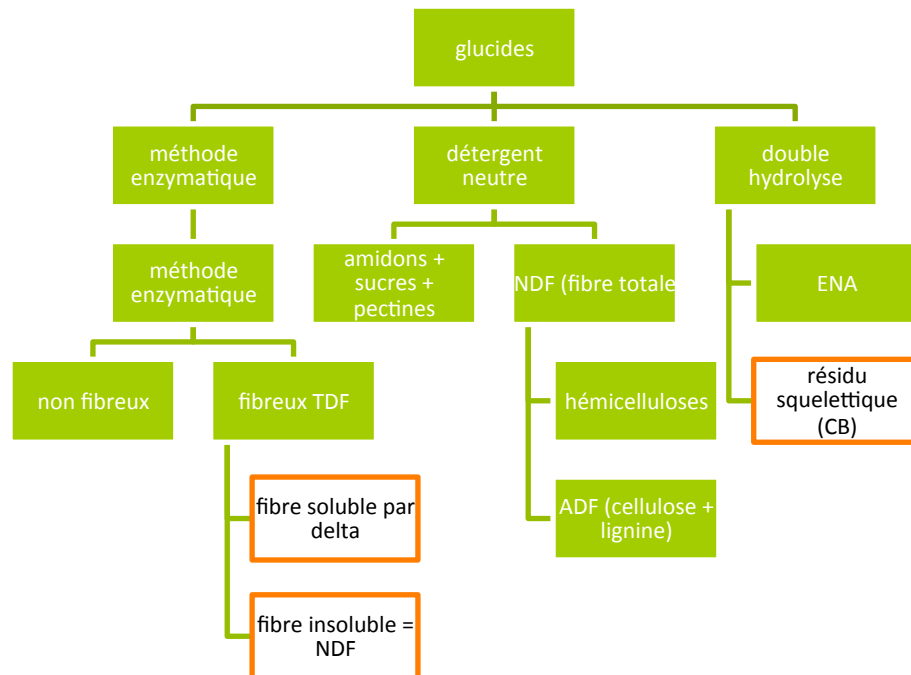 glucides
méthode
enzymatique
détergent
neutre
double
hydrolyse
méthode
enzymatique
amidons +
sucres +
pectines
NDF (fibre totale
ENA
non fibreux
fibreux TDF
hémicelluloses
résidu
squelettique
(CB)
fibre soluble par
delta
ADF (cellulose +
lignine)
fibre insoluble =
NDF